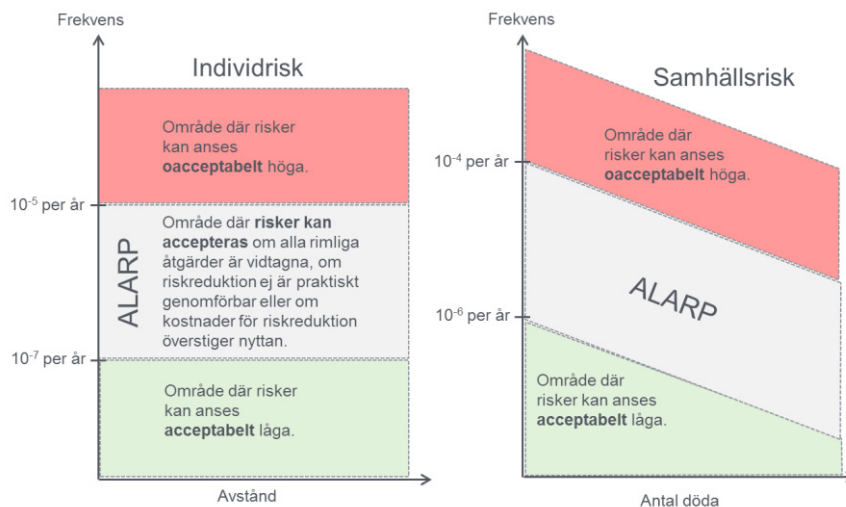 Frekvens
Individrisk
Område där risker
kan anses
oacceptabelt höga.
10⁻⁵ per år
ALARP
Område där risker kan
accepteras om alla rimliga
åtgärder är vidtagna, om
riskreduktion ej är praktiskt
genomförbar eller om
kostnader för riskreduktion
överstiger nyttan.
10⁻⁷ per år
Område där risker
kan anses
acceptabelt låga.
Avstånd
Frekvens
Samhällsrisk
Område där
risker kan anses
oacceptabelt höga.
10⁻⁴ per år
ALARP
10⁻⁶ per år
Område där
risker kan anses
acceptabelt låga.
Antal döda